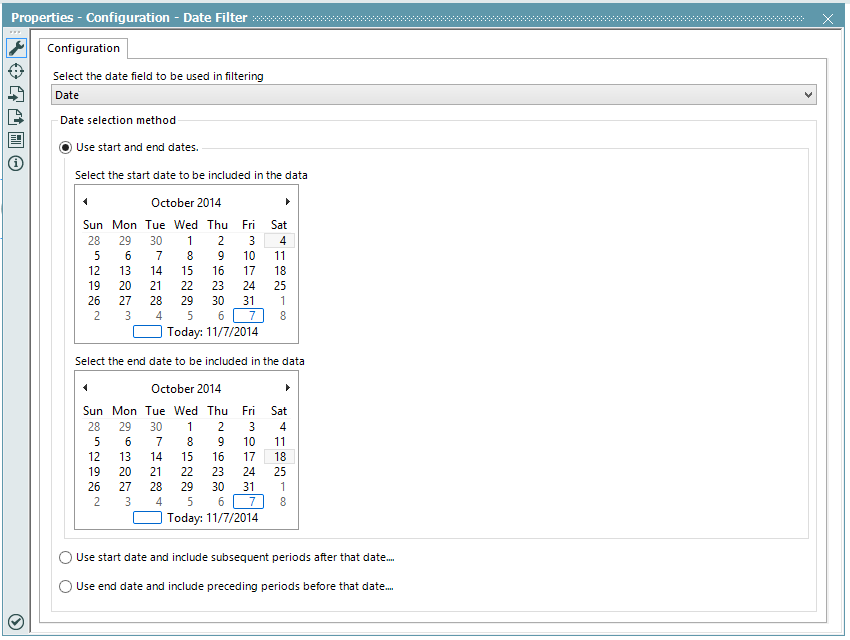 Properties - Configuration - Date Filter
Configuration
Select the date field to be used in filtering
Date
Date selection method
Use start and end dates.
Select the start date to be included in the data
October 2014
Sun Mon Tue Wed Thu Fri Sat
28 29 30 1 2 3 4
5 6 7 8 9 10 11
12 13 14 15 16 17 18
19 20 21 22 23 24 25
26 27 28 29 30 31 1
2 3 4 5 6 7 8
Today: 11/7/2014
Select the end date to be included in the data
October 2014
Sun Mon Tue Wed Thu Fri Sat
28 29 30 1 2 3 4
5 6 7 8 9 10 11
12 13 14 15 16 17 18
19 20 21 22 23 24 25
26 27 28 29 30 31 1
2 3 4 5 6 7 8
Today: 11/7/2014
Use start date and include subsequent periods after that date....
Use end date and include preceding periods before that date....